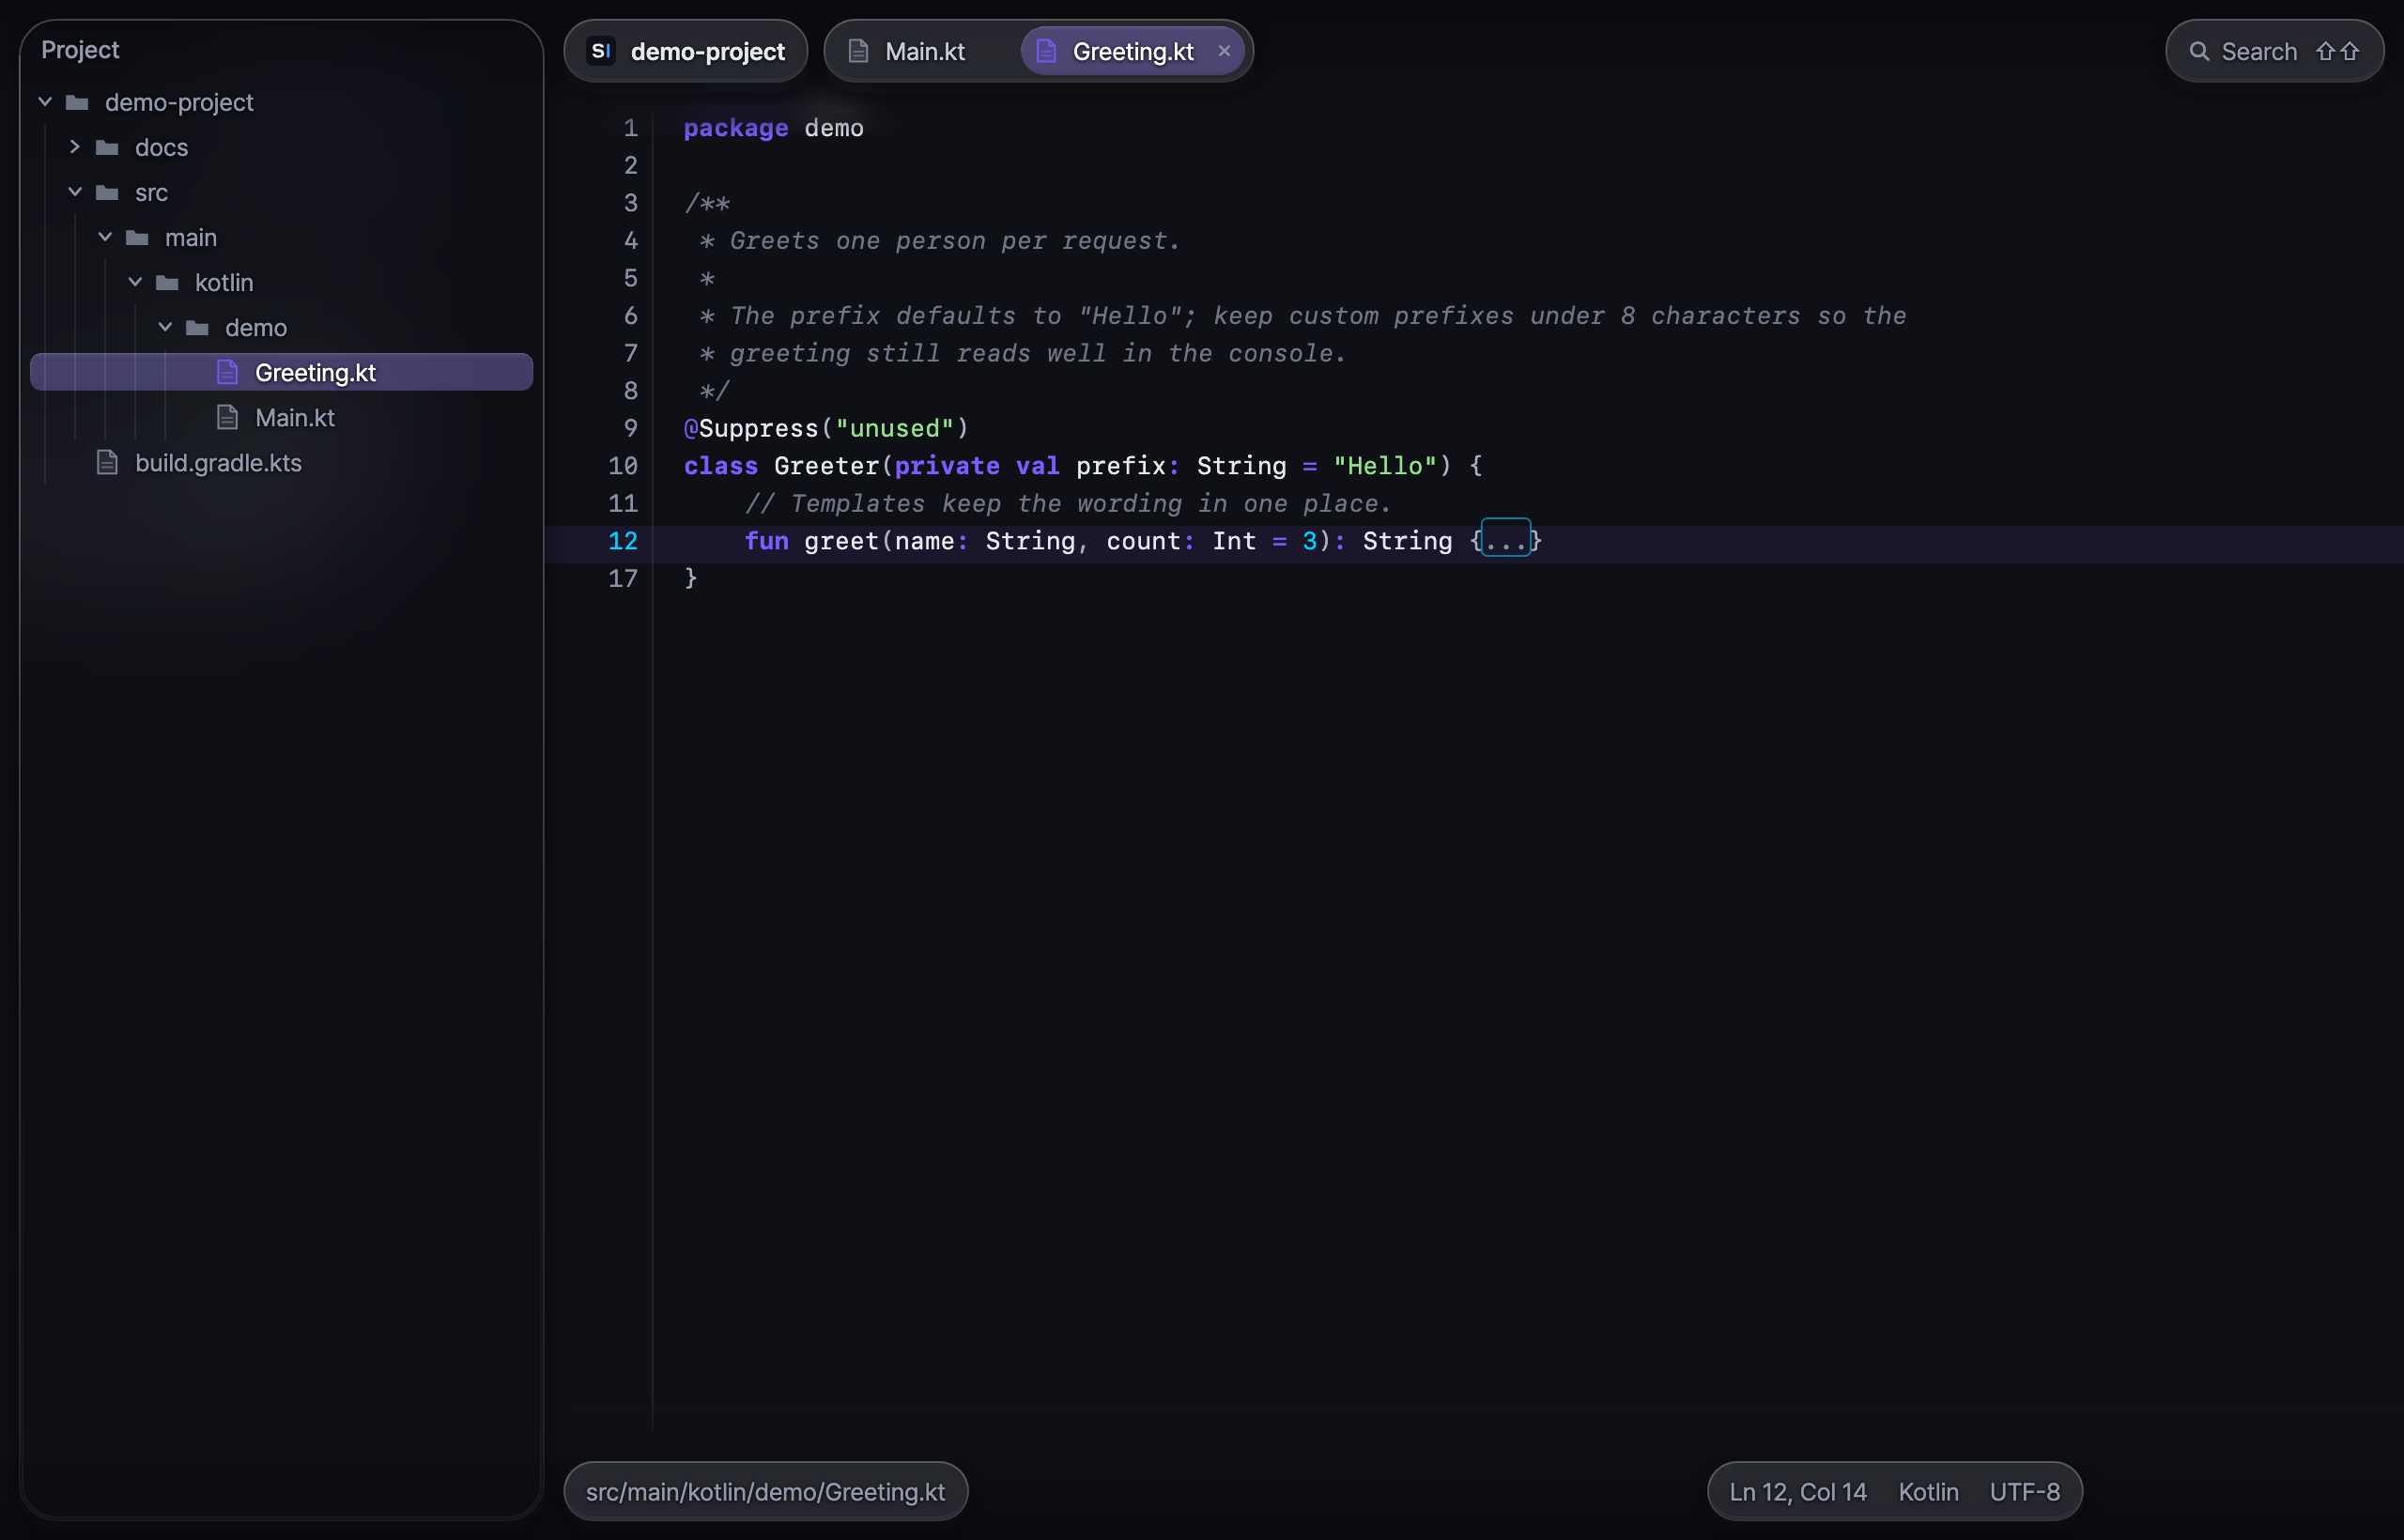 Project
demo-project
docs
src
main
kotlin
demo
Greeting.kt
Main.kt
build.gradle.kts
SI demo-project
Main.kt
Greeting.kt ×
Search ⇧⇧
1 package demo
2
3 /**
4  * Greets one person per request.
5  *
6  * The prefix defaults to "Hello"; keep custom prefixes under 8 characters so the
7  * greeting still reads well in the console.
8  */
9 @Suppress("unused")
10 class Greeter(private val prefix: String = "Hello") {
11     // Templates keep the wording in one place.
12     fun greet(name: String, count: Int = 3): String {...}
17 }
src/main/kotlin/demo/Greeting.kt
Ln 12, Col 14 Kotlin UTF-8